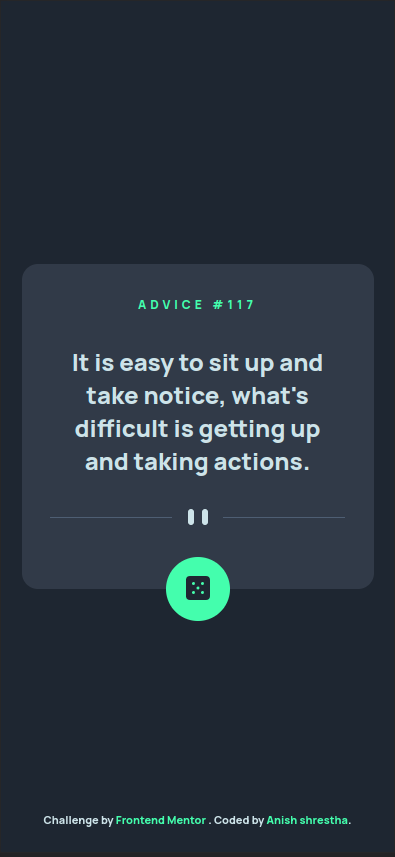 ADVICE #117
It is easy to sit up and
take notice, what's
difficult is getting up
and taking actions.
Challenge by Frontend Mentor . Coded by Anish shrestha.